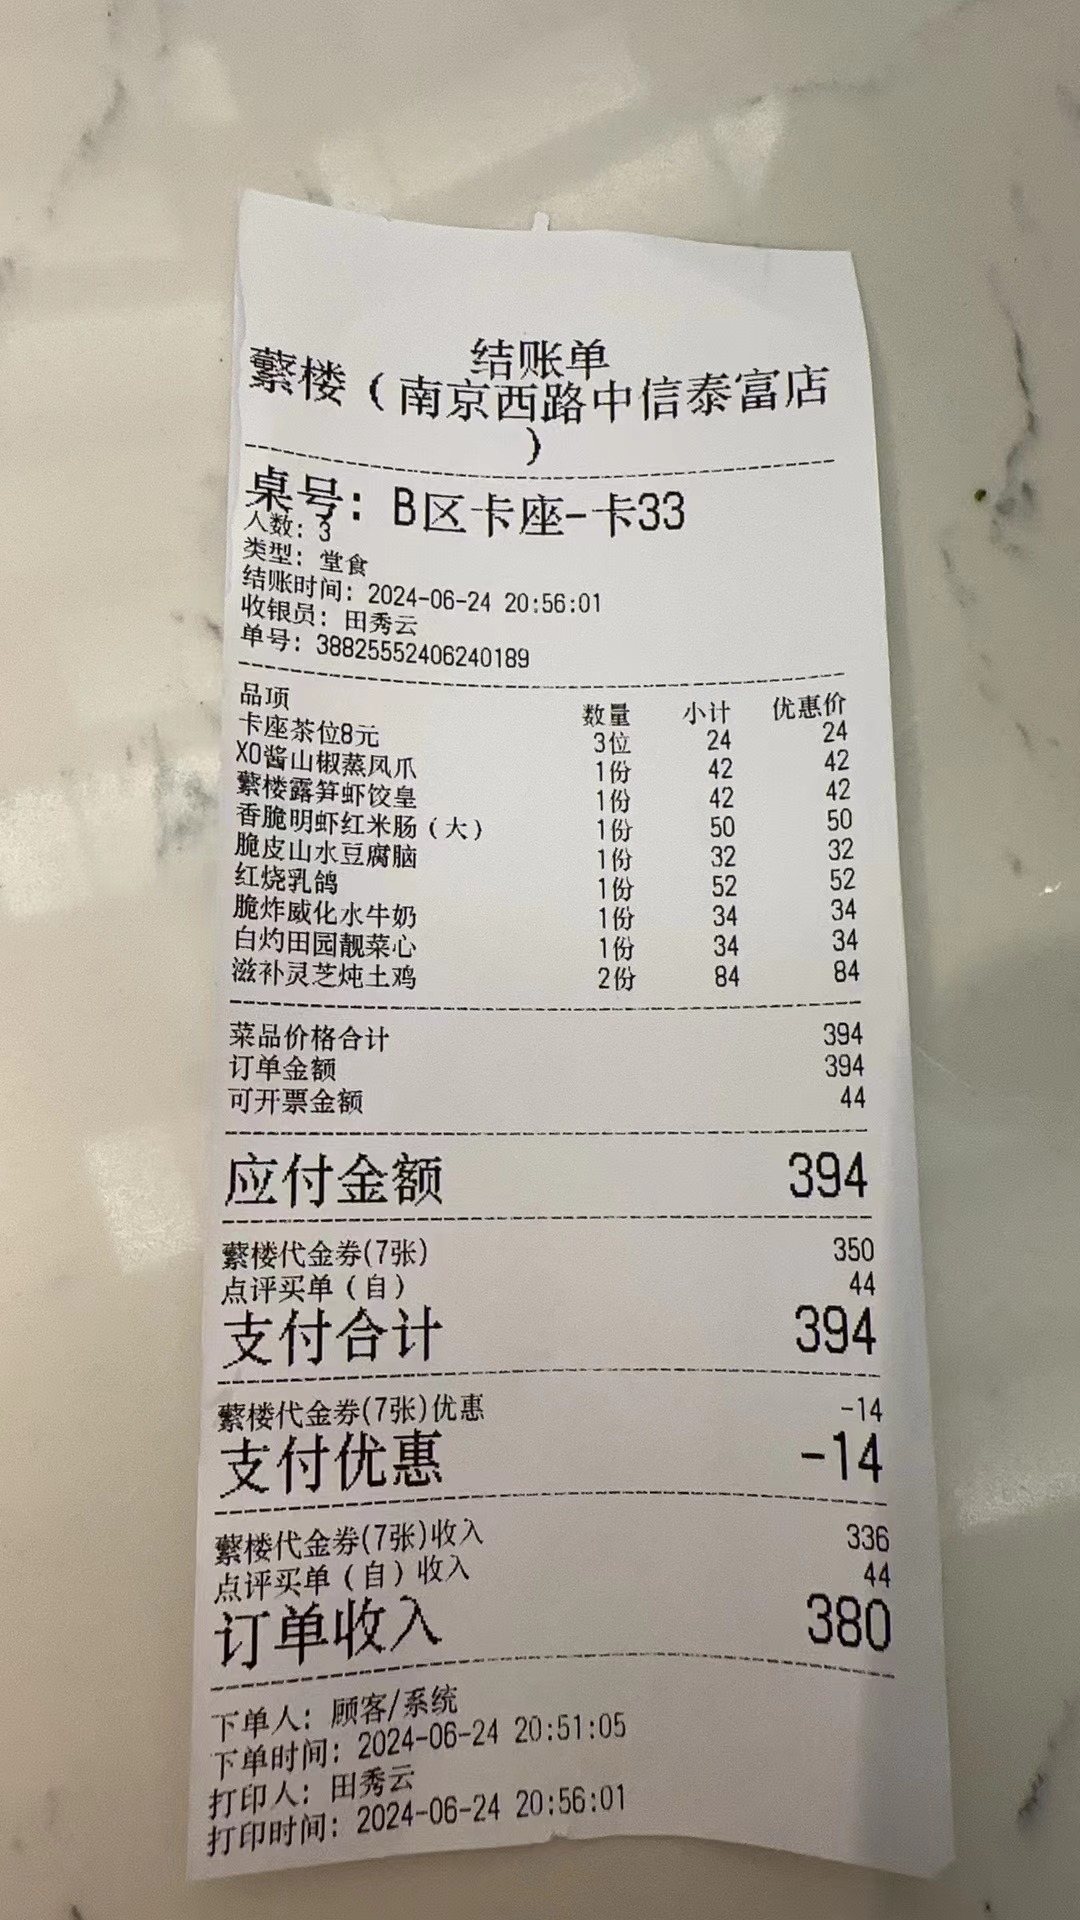 结账单
蘩楼（南京西路中信泰富店
）
桌号：B区卡座-卡33
人数：3
类型：堂食
结账时间：2024-06-24 20:56:01
收银员：田秀云
单号：38825552406240189
品项 数量 小计 优惠价
卡座茶位8元 3位 24 24
XO酱山椒蒸凤爪 1份 42 42
蘩楼露笋虾饺皇 1份 42 42
香脆明虾红米肠（大） 1份 50 50
脆皮山水豆腐脑 1份 32 32
红烧乳鸽 1份 52 52
脆炸威化水牛奶 1份 34 34
白灼田园靓菜心 1份 34 34
滋补灵芝炖土鸡 2份 84 84
菜品价格合计 394
订单金额 394
可开票金额 44
应付金额 394
蘩楼代金券(7张) 350
点评买单（自） 44
支付合计 394
蘩楼代金券(7张)优惠 -14
支付优惠 -14
蘩楼代金券(7张)收入 336
点评买单（自）收入 44
订单收入 380
下单人：顾客/系统
下单时间：2024-06-24 20:51:05
打印人：田秀云
打印时间：2024-06-24 20:56:01